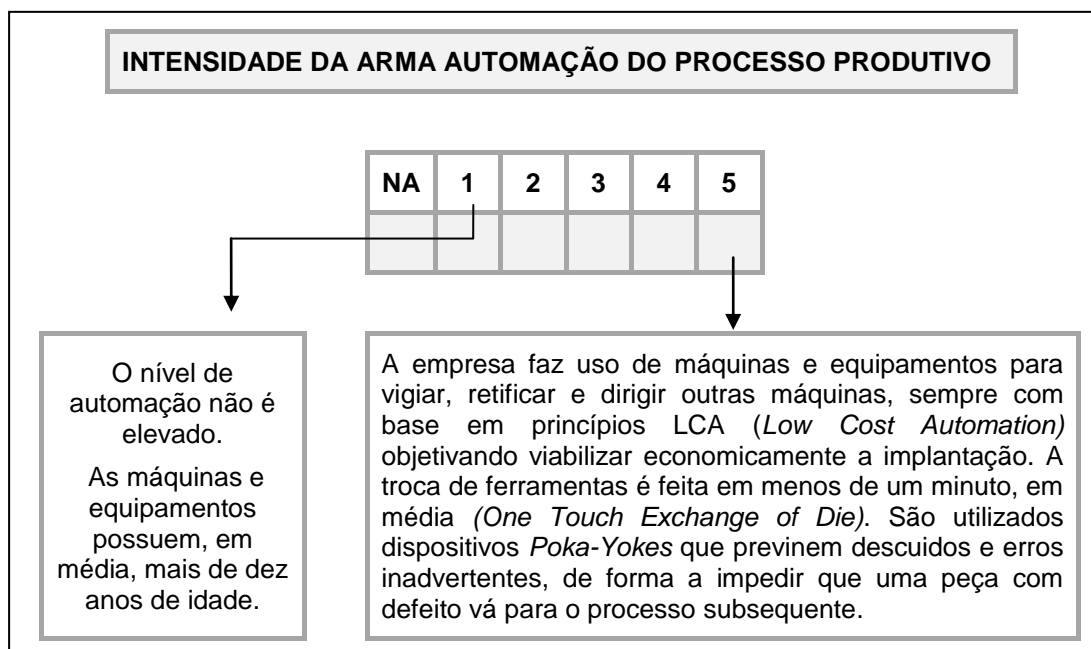 INTENSIDADE DA ARMA AUTOMAÇÃO DO PROCESSO PRODUTIVO
NA 1 2 3 4 5
O nível de
automação não é
elevado.
As máquinas e
equipamentos
possuem, em
média, mais de dez
anos de idade.
A empresa faz uso de máquinas e equipamentos para
vigiar, retificar e dirigir outras máquinas, sempre com
base em princípios LCA (Low Cost Automation)
objetivando viabilizar economicamente a implantação. A
troca de ferramentas é feita em menos de um minuto, em
média (One Touch Exchange of Die). São utilizados
dispositivos Poka-Yokes que previnem descuidos e erros
inadvertentes, de forma a impedir que uma peça com
defeito vá para o processo subsequente.